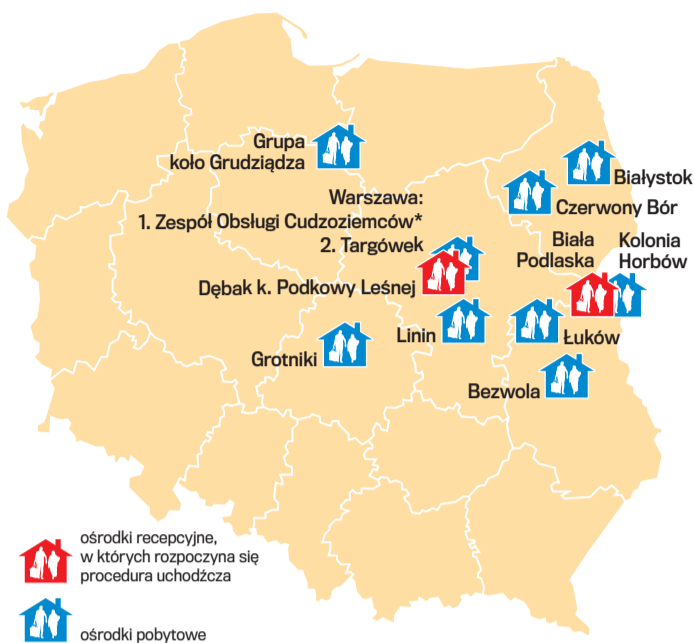 Grupa
koło Grudziądza
Białystok
Czerwony Bór
Warszawa:
1. Zespół Obsługi Cudzoziemców*
2. Targówek
Biała
Podlaska
Kolonia
Horbów
Dębak k. Podkowy Leśnej
Linin
Łuków
Grotniki
Bezwola
ośrodki recepcyjne,
w których rozpoczyna się
procedura uchodźcza
ośrodki pobytowe